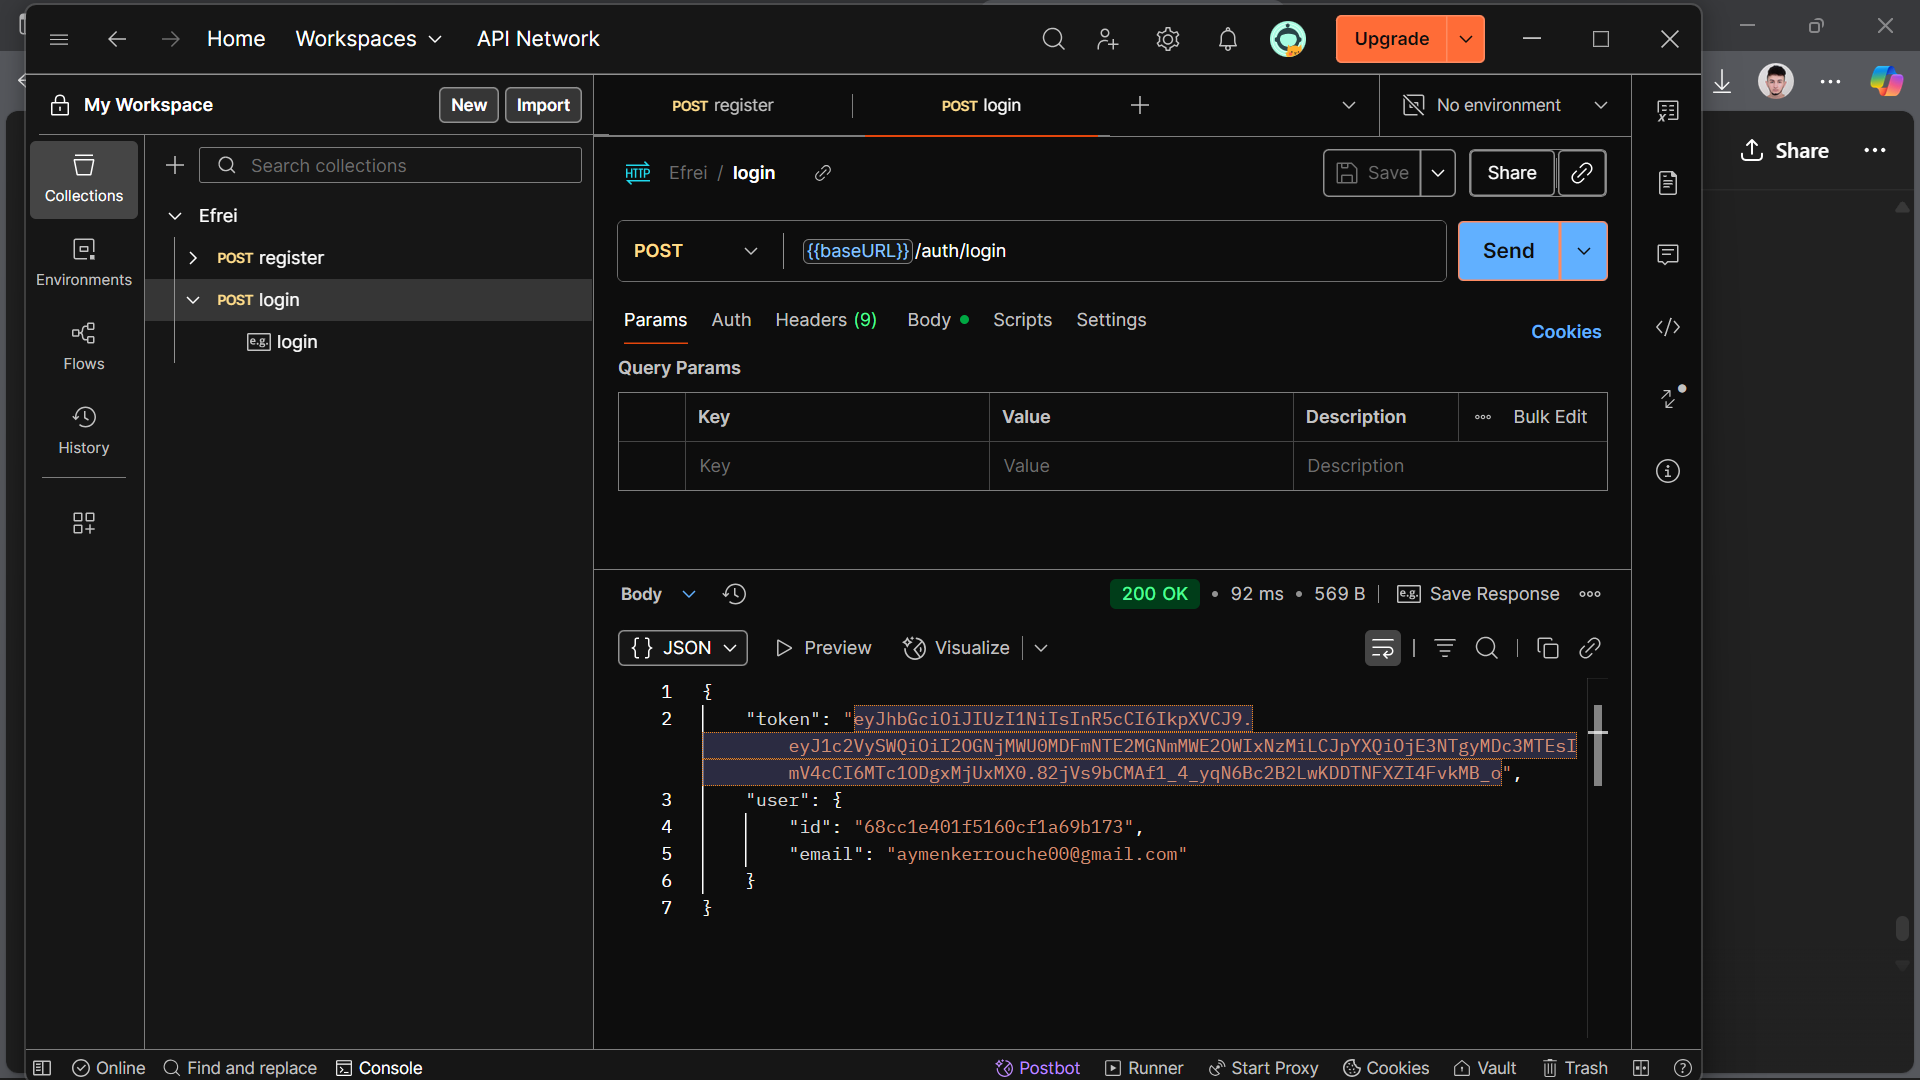 Home
Workspaces
API Network
Upgrade
My Workspace
New
Import
POST register
POST login
No environment
Share
Collections
Search collections
Efrei / login
Save
Share
Efrei
POST register
POST login
e.g. login
Environments
Flows
History
POST
{{baseURL}}/auth/login
Send
Params
Auth
Headers (9)
Body
Scripts
Settings
Cookies
Query Params
Key
Value
Description
Bulk Edit
Key
Value
Description
Body
200 OK
92 ms
569 B
e.g. Save Response
{ } JSON
Preview
Visualize
1 {
2 "token": "eyJhbGciOiJIUzI1NiIsInR5cCI6IkpXVCJ9.
eyJ1c2VySWQiOiI2OGNjMWU0MDFmNTE2MGNmMWE2OWIxNzMiLCJpYXQiOjE3NTgyMDc3MTEsI
mV4cCI6MTc1ODgxMjUxMX0.82jVs9bCMAf1_4_yqN6Bc2B2LwKDDTNFXZI4FvkMB_o",
3 "user": {
4 "id": "68cc1e401f5160cf1a69b173",
5 "email": "aymenkerrouche00@gmail.com"
6 }
7 }
Online
Find and replace
Console
Postbot
Runner
Start Proxy
Cookies
Vault
Trash